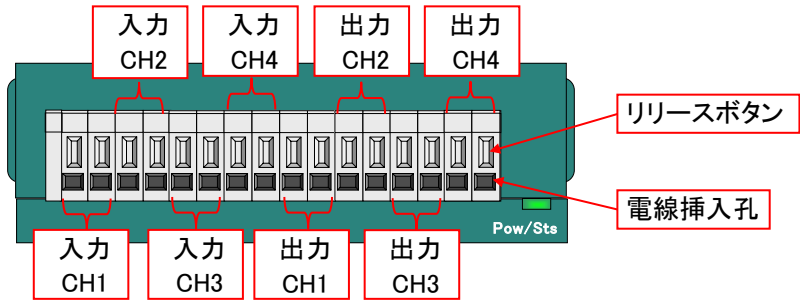 入力
CH2
入力
CH4
出力
CH2
出力
CH4
リリースボタン
電線挿入孔
Pow/Sts
入力
CH1
入力
CH3
出力
CH1
出力
CH3